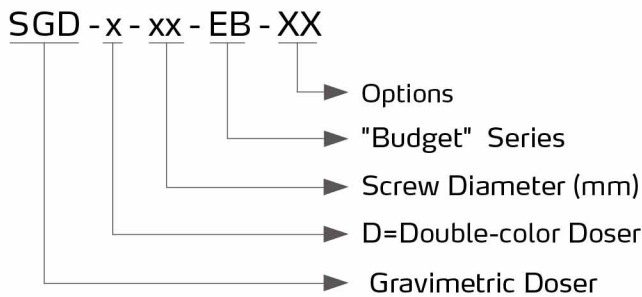 SGD - x - xx - EB - XX
Options
"Budget" Series
Screw Diameter (mm)
D=Double-color Doser
Gravimetric Doser